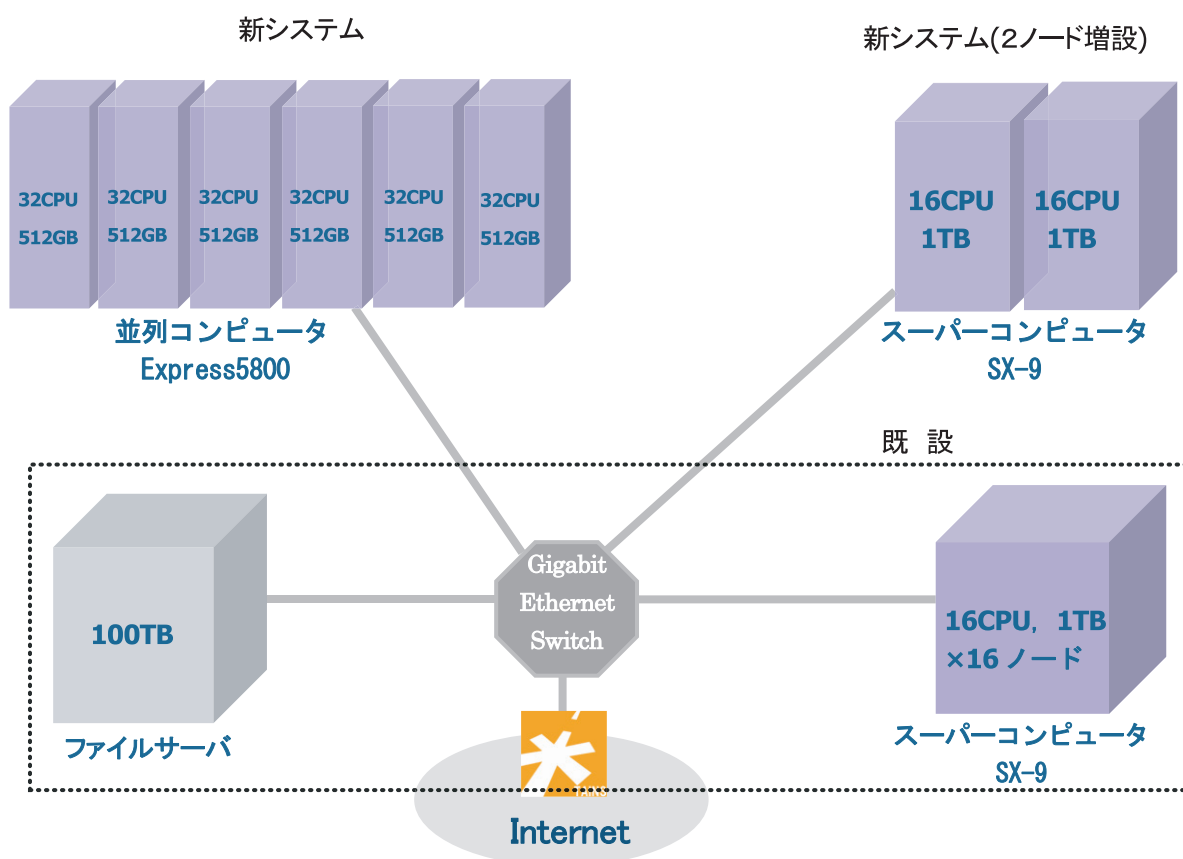 新システム
新システム(2ノード増設)
32CPU
512GB
32CPU
512GB
32CPU
512GB
32CPU
512GB
32CPU
512GB
32CPU
512GB
16CPU
1TB
16CPU
1TB
並列コンピュータ
Express5800
スーパーコンピュータ
SX-9
既 設
100TB
ファイルサーバ
Gigabit
Ethernet
Switch
16CPU, 1TB
×16 ノード
スーパーコンピュータ
SX-9
TAINS
Internet